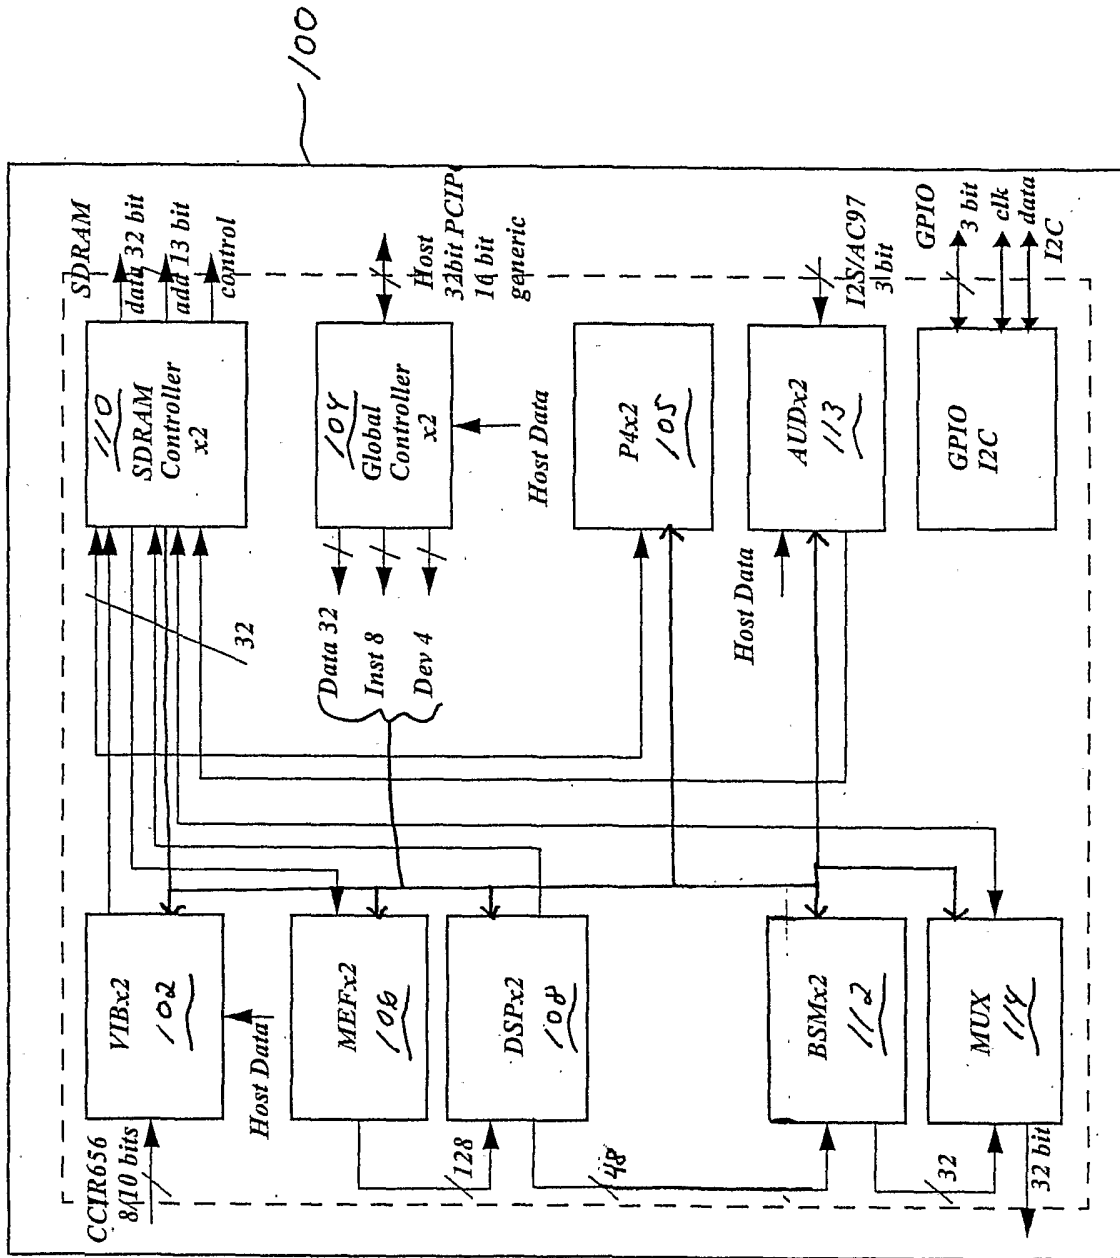 100
SDRAM
data 32 bit
add 13 bit
control
110
SDRAM
Controller
x2
32
CCIR656
8/10 bits
VIBx2
102
Host Data
Host
32bit PCIP
16 bit
generic
104
Global
Controller
x2
Data 32
Inst 8
Dev 4
Host Data
MEFx2
106
128
P4x2
105
DSPx2
108
48
I2S/AC97
3 bit
AUDx2
113
Host Data
BSMx2
112
32
GPIO
3 bit
clk
data
I2C
GPIO
I2C
MUX
114
32 bit